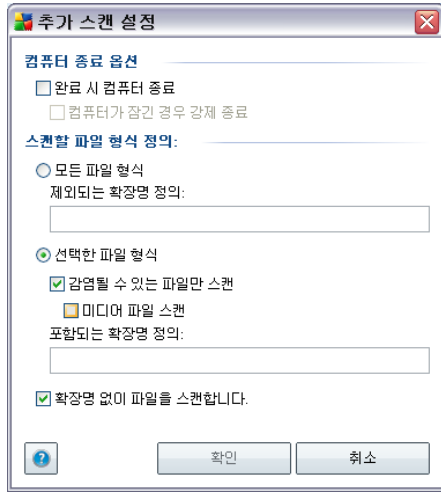 추가 스캔 설정
컴퓨터 종료 옵션
완료 시 컴퓨터 종료
컴퓨터가 잠긴 경우 강제 종료
스캔할 파일 형식 정의:
모든 파일 형식
제외되는 확장명 정의:
선택한 파일 형식
감염될 수 있는 파일만 스캔
미디어 파일 스캔
포함되는 확장명 정의:
확장명 없이 파일을 스캔합니다.
?
확인
취소